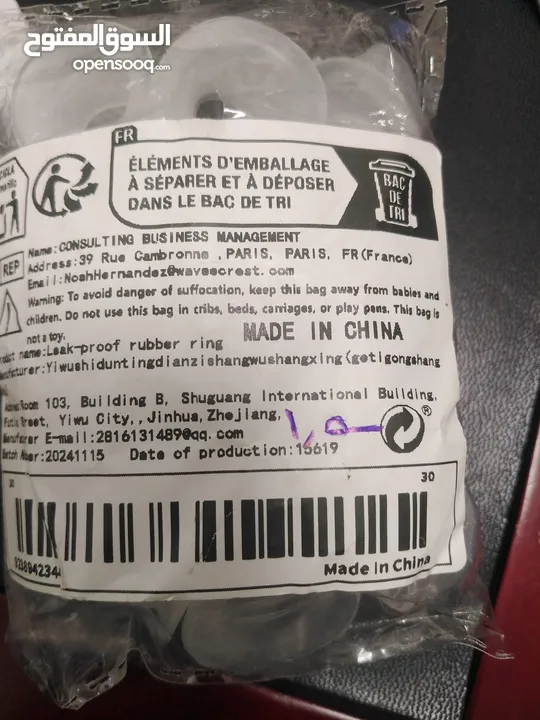 السوق المفتوح
opensooq.com
FR
ÉLÉMENTS D'EMBALLAGE
À SÉPARER ET À DÉPOSER
DANS LE BAC DE TRI
BAC
DE
TRI
REP
Name:CONSULTING BUSINESS MANAGEMENT
Address:39 Rue Cambronne ,PARIS, PARIS, FR(France)
Email:NoahHernandez@wavescrest.com
Warning: To avoid danger of suffocation, keep this bag away from babies and
children. Do not use this bag in cribs, beds, carriages, or play pens. This bag is
not a toy.
MADE IN CHINA
name:Leak-proof rubber ring
Yiwushiduntingdianzishangwushangxing(getigongshang
Room 103, Building B, Shuguang International Building,
Street, Yiwu City,, Jinhua, Zhejiang,
E-mail:2816131489@qq.com
20241115 Date of production:15619
١,٥
®
30
30
Made In China